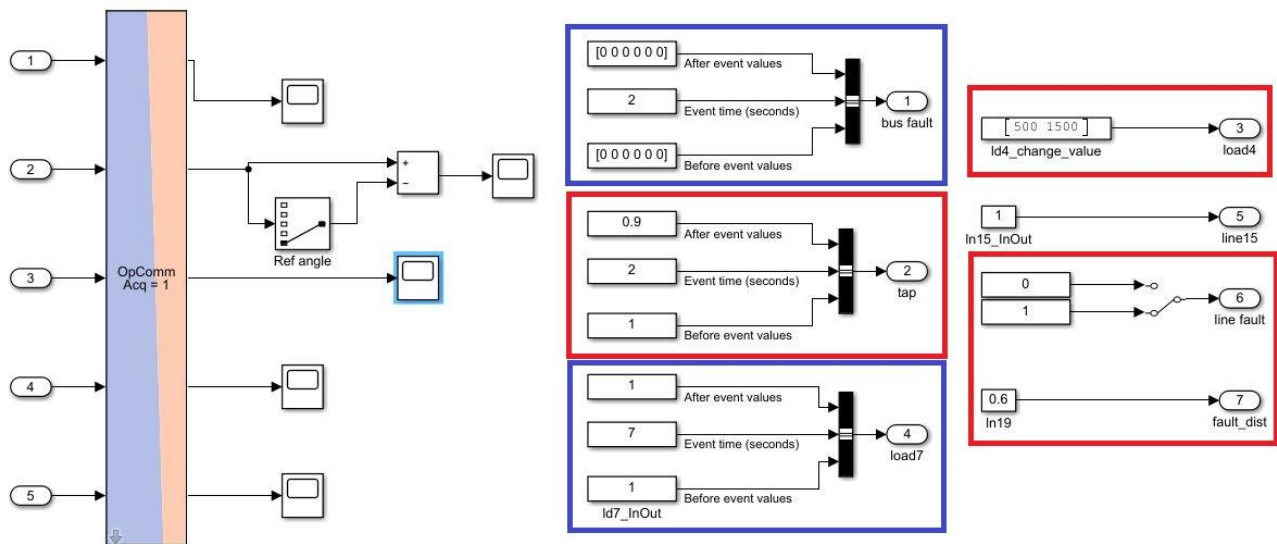 1
2
3
4
5
OpComm
Acq = 1
+
−
Ref angle
[0 0 0 0 0 0]
After event values
2
Event time (seconds)
[0 0 0 0 0 0]
Before event values
1
bus fault
0.9
After event values
2
Event time (seconds)
1
Before event values
2
tap
1
After event values
7
Event time (seconds)
1
Before event values
ld7_InOut
4
load7
[ 500 1500 ]
ld4_change_value
3
load4
1
ln15_InOut
5
line15
0
1
6
line fault
0.6
ln19
7
fault_dist